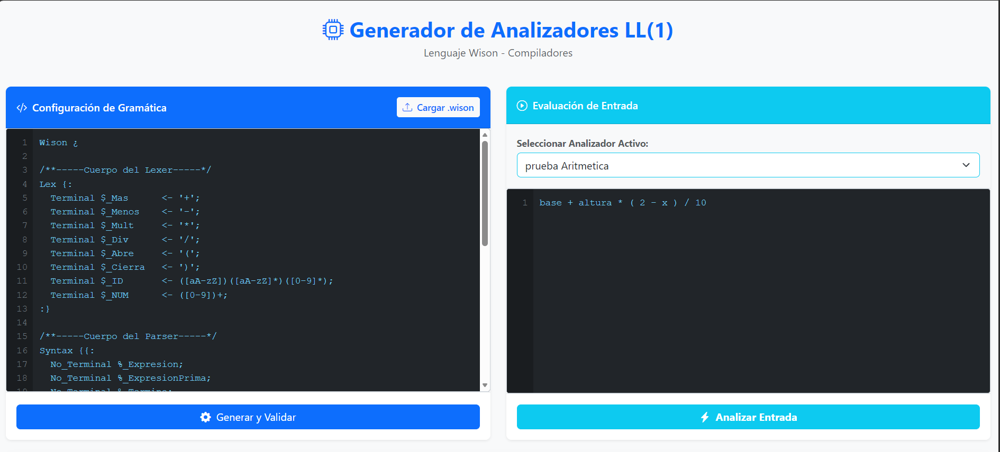 Generador de Analizadores LL(1)
Lenguaje Wison - Compiladores
</> Configuración de Gramática
Cargar .wison
1 Wison ¿
2
3 /**-----Cuerpo del Lexer-----*/
4 Lex {:
5 Terminal $_Mas <- '+';
6 Terminal $_Menos <- '-';
7 Terminal $_Mult <- '*';
8 Terminal $_Div <- '/';
9 Terminal $_Abre <- '(';
10 Terminal $_Cierra <- ')';
11 Terminal $_ID <- ([aA-zZ])([aA-zZ]*)([0-9]*);
12 Terminal $_NUM <- ([0-9])+;
13 :}
14
15 /**-----Cuerpo del Parser-----*/
16 Syntax {{:
17 No_Terminal %_Expresion;
18 No_Terminal %_ExpresionPrima;
19 No_Terminal %_Termino;
Generar y Validar
Evaluación de Entrada
Seleccionar Analizador Activo:
prueba Aritmetica
1 base + altura * ( 2 - x ) / 10
Analizar Entrada